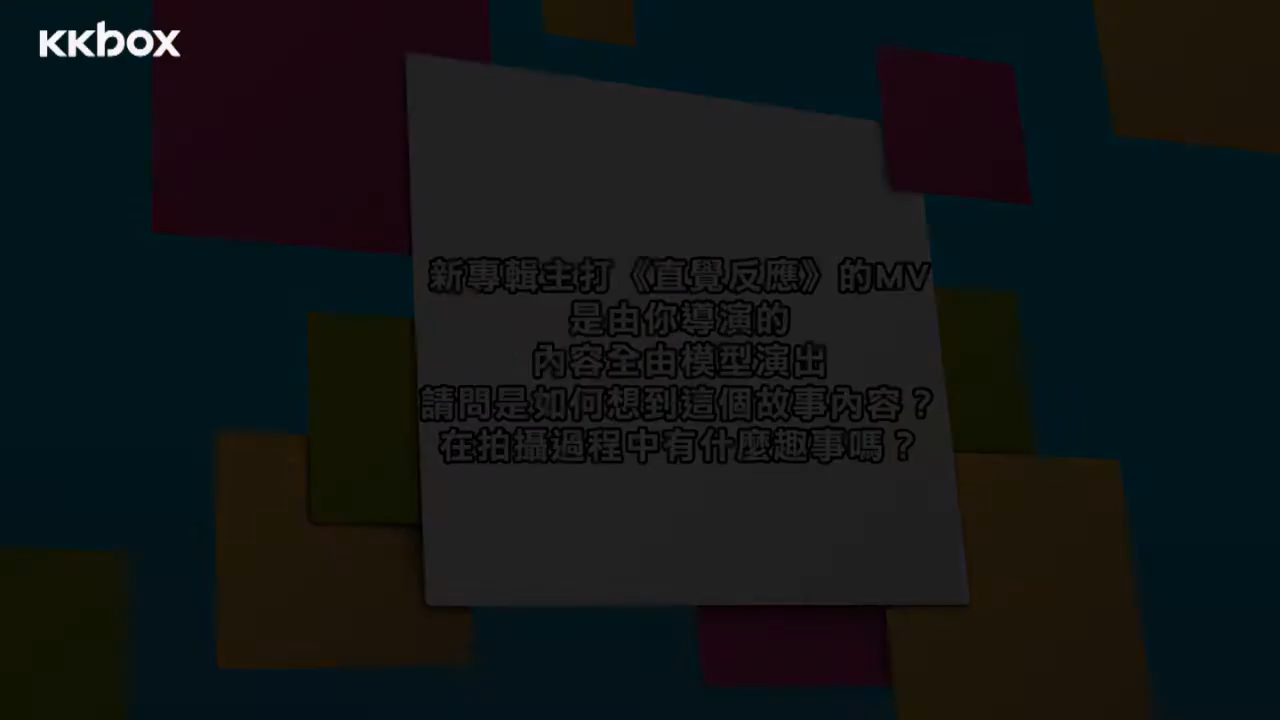 KKBOX
新專輯主打《直覺反應》的MV
是由你導演的
內容全由模型演出
請問是如何想到這個故事內容？
在拍攝過程中有什麼趣事嗎？